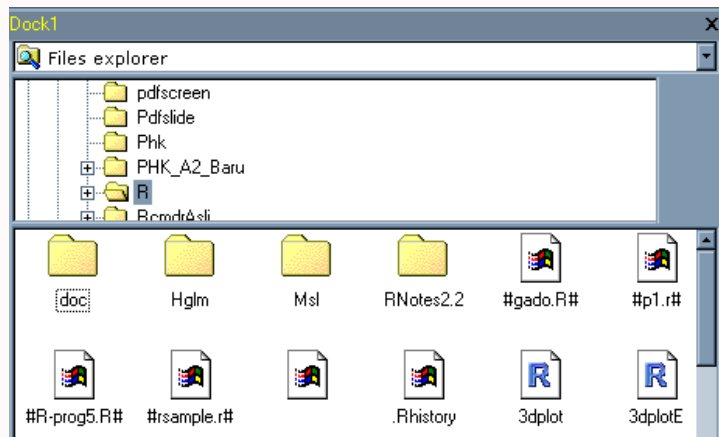 Dock1
Files explorer
pdfscreen
Pdfslide
Phk
PHK_A2_Baru
R
RcmdrAsli
doc Hglm Msl RNotes2.2 #gado.R# #p1.r#
#R-prog5.R# #rsample.r# .Rhistory 3dplot 3dplotE